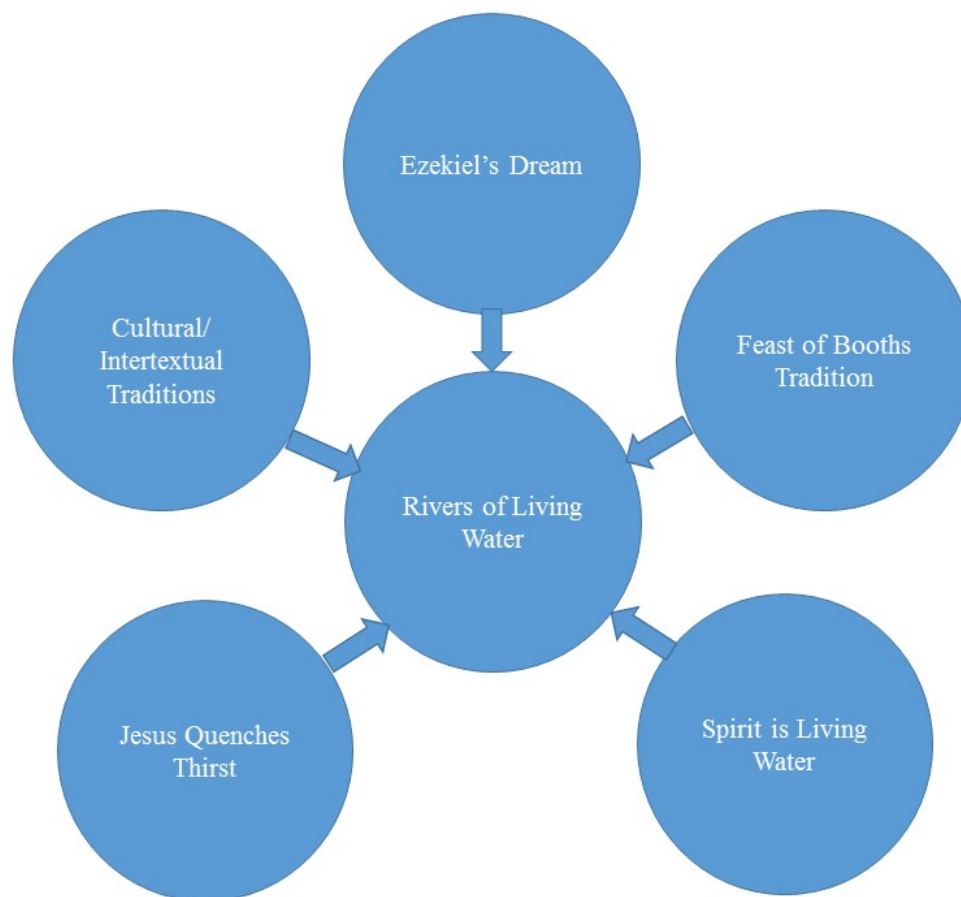 Ezekiel’s Dream
Cultural/
Intertextual
Traditions
Feast of Booths
Tradition
Rivers of Living
Water
Jesus Quenches
Thirst
Spirit is Living
Water